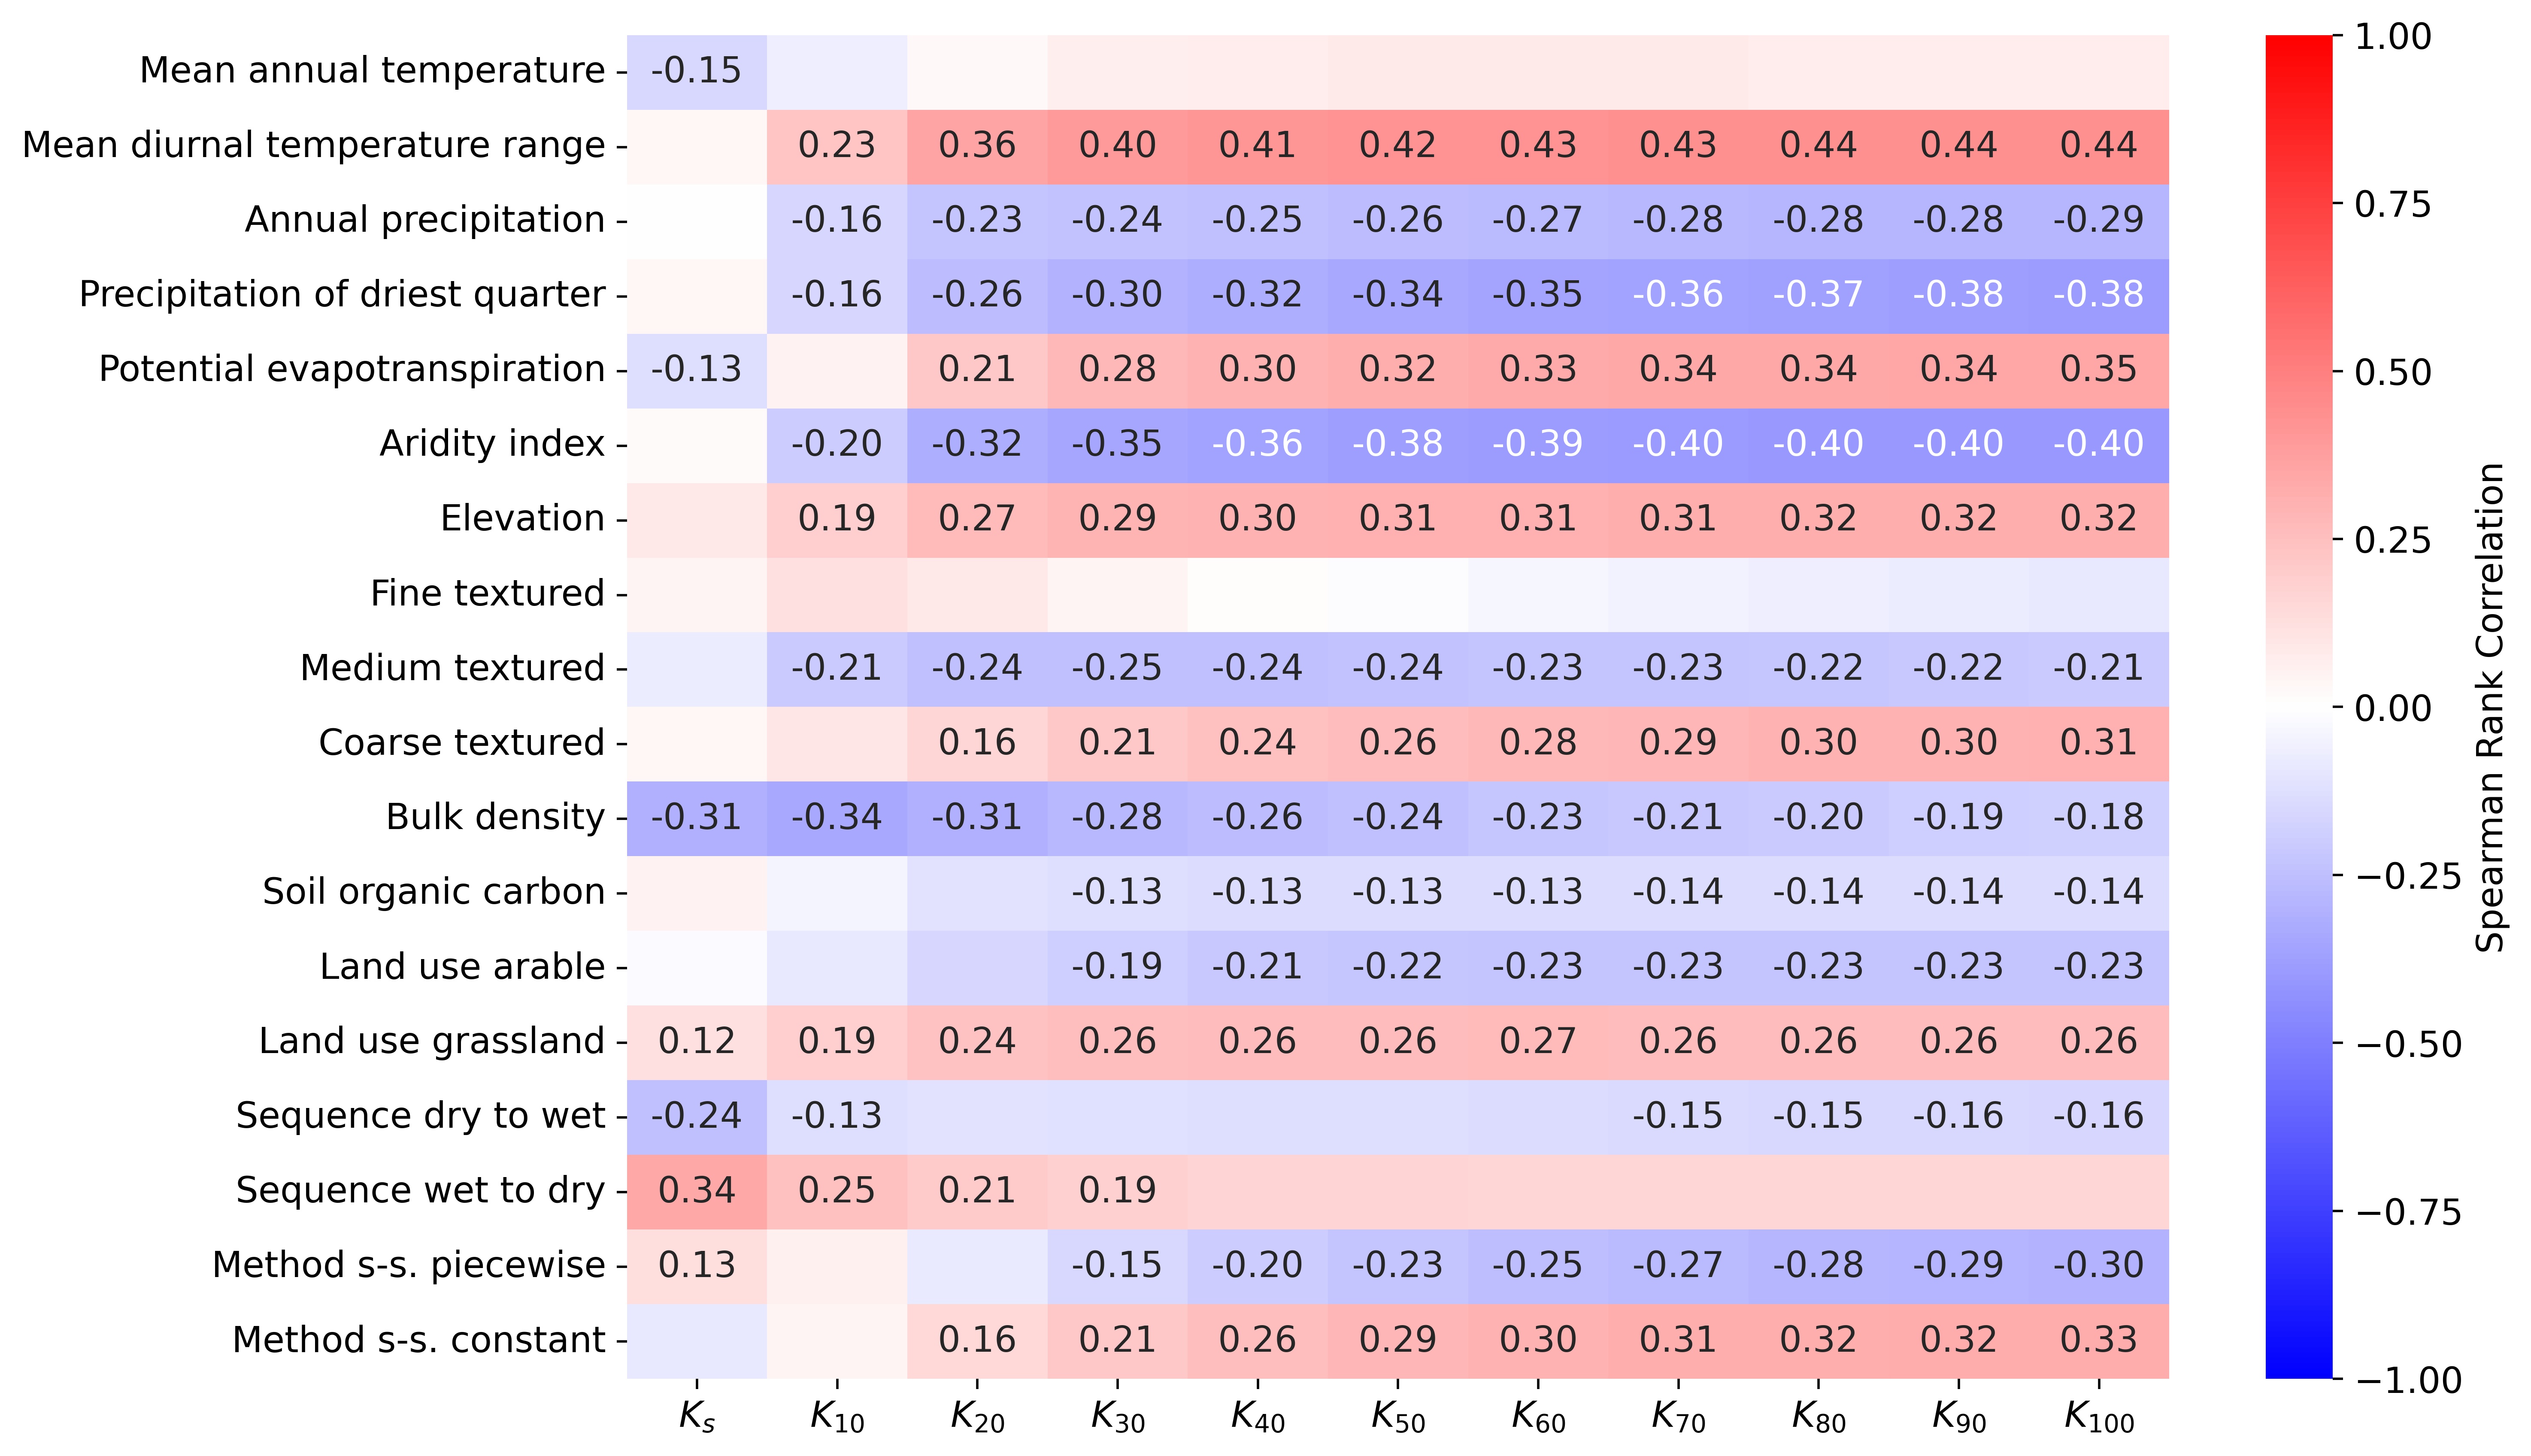 Mean annual temperature -0.15
Mean diurnal temperature range 0.23 0.36 0.40 0.41 0.42 0.43 0.43 0.44 0.44 0.44
Annual precipitation -0.16 -0.23 -0.24 -0.25 -0.26 -0.27 -0.28 -0.28 -0.28 -0.29
Precipitation of driest quarter -0.16 -0.26 -0.30 -0.32 -0.34 -0.35 -0.36 -0.37 -0.38 -0.38
Potential evapotranspiration -0.13 0.21 0.28 0.30 0.32 0.33 0.34 0.34 0.34 0.35
Aridity index -0.20 -0.32 -0.35 -0.36 -0.38 -0.39 -0.40 -0.40 -0.40 -0.40
Elevation 0.19 0.27 0.29 0.30 0.31 0.31 0.31 0.32 0.32 0.32
Fine textured
Medium textured -0.21 -0.24 -0.25 -0.24 -0.24 -0.23 -0.23 -0.22 -0.22 -0.21
Coarse textured 0.16 0.21 0.24 0.26 0.28 0.29 0.30 0.30 0.31
Bulk density -0.31 -0.34 -0.31 -0.28 -0.26 -0.24 -0.23 -0.21 -0.20 -0.19 -0.18
Soil organic carbon -0.13 -0.13 -0.13 -0.13 -0.14 -0.14 -0.14 -0.14
Land use arable -0.19 -0.21 -0.22 -0.23 -0.23 -0.23 -0.23 -0.23
Land use grassland 0.12 0.19 0.24 0.26 0.26 0.26 0.27 0.26 0.26 0.26 0.26
Sequence dry to wet -0.24 -0.13 -0.15 -0.15 -0.16 -0.16
Sequence wet to dry 0.34 0.25 0.21 0.19
Method s-s. piecewise 0.13 -0.15 -0.20 -0.23 -0.25 -0.27 -0.28 -0.29 -0.30
Method s-s. constant 0.16 0.21 0.26 0.29 0.30 0.31 0.32 0.32 0.33
K_s K_10 K_20 K_30 K_40 K_50 K_60 K_70 K_80 K_90 K_100
1.00
0.75
0.50
0.25
0.00
−0.25
−0.50
−0.75
−1.00
Spearman Rank Correlation